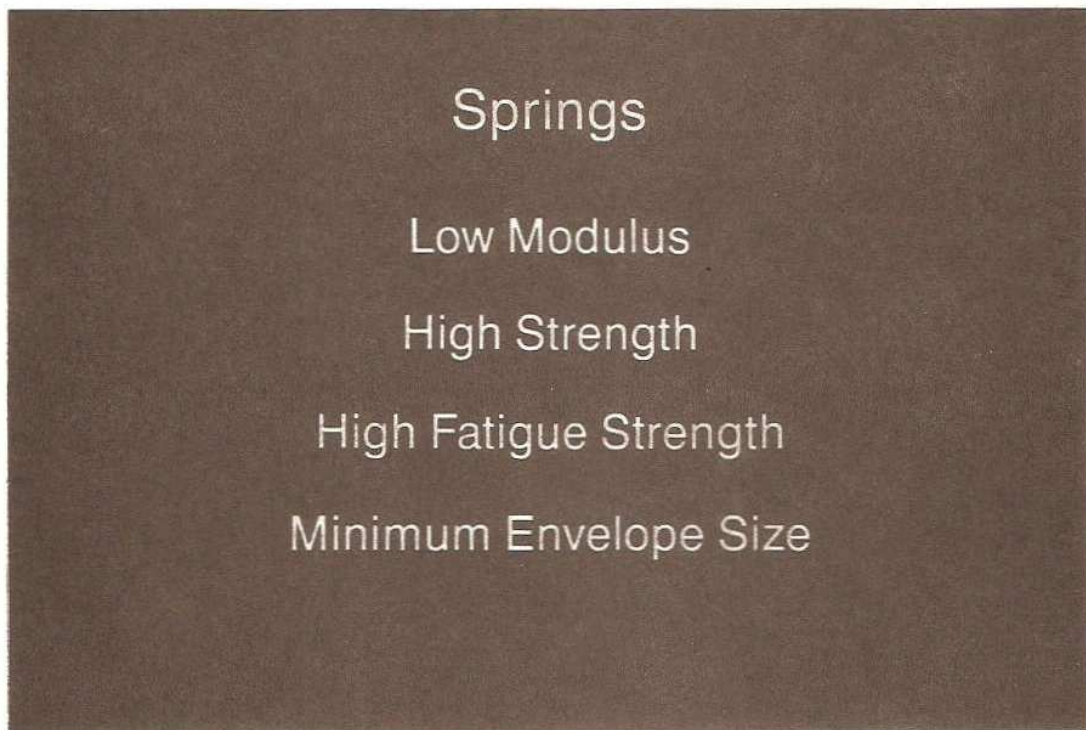 Springs
Low Modulus
High Strength
High Fatigue Strength
Minimum Envelope Size